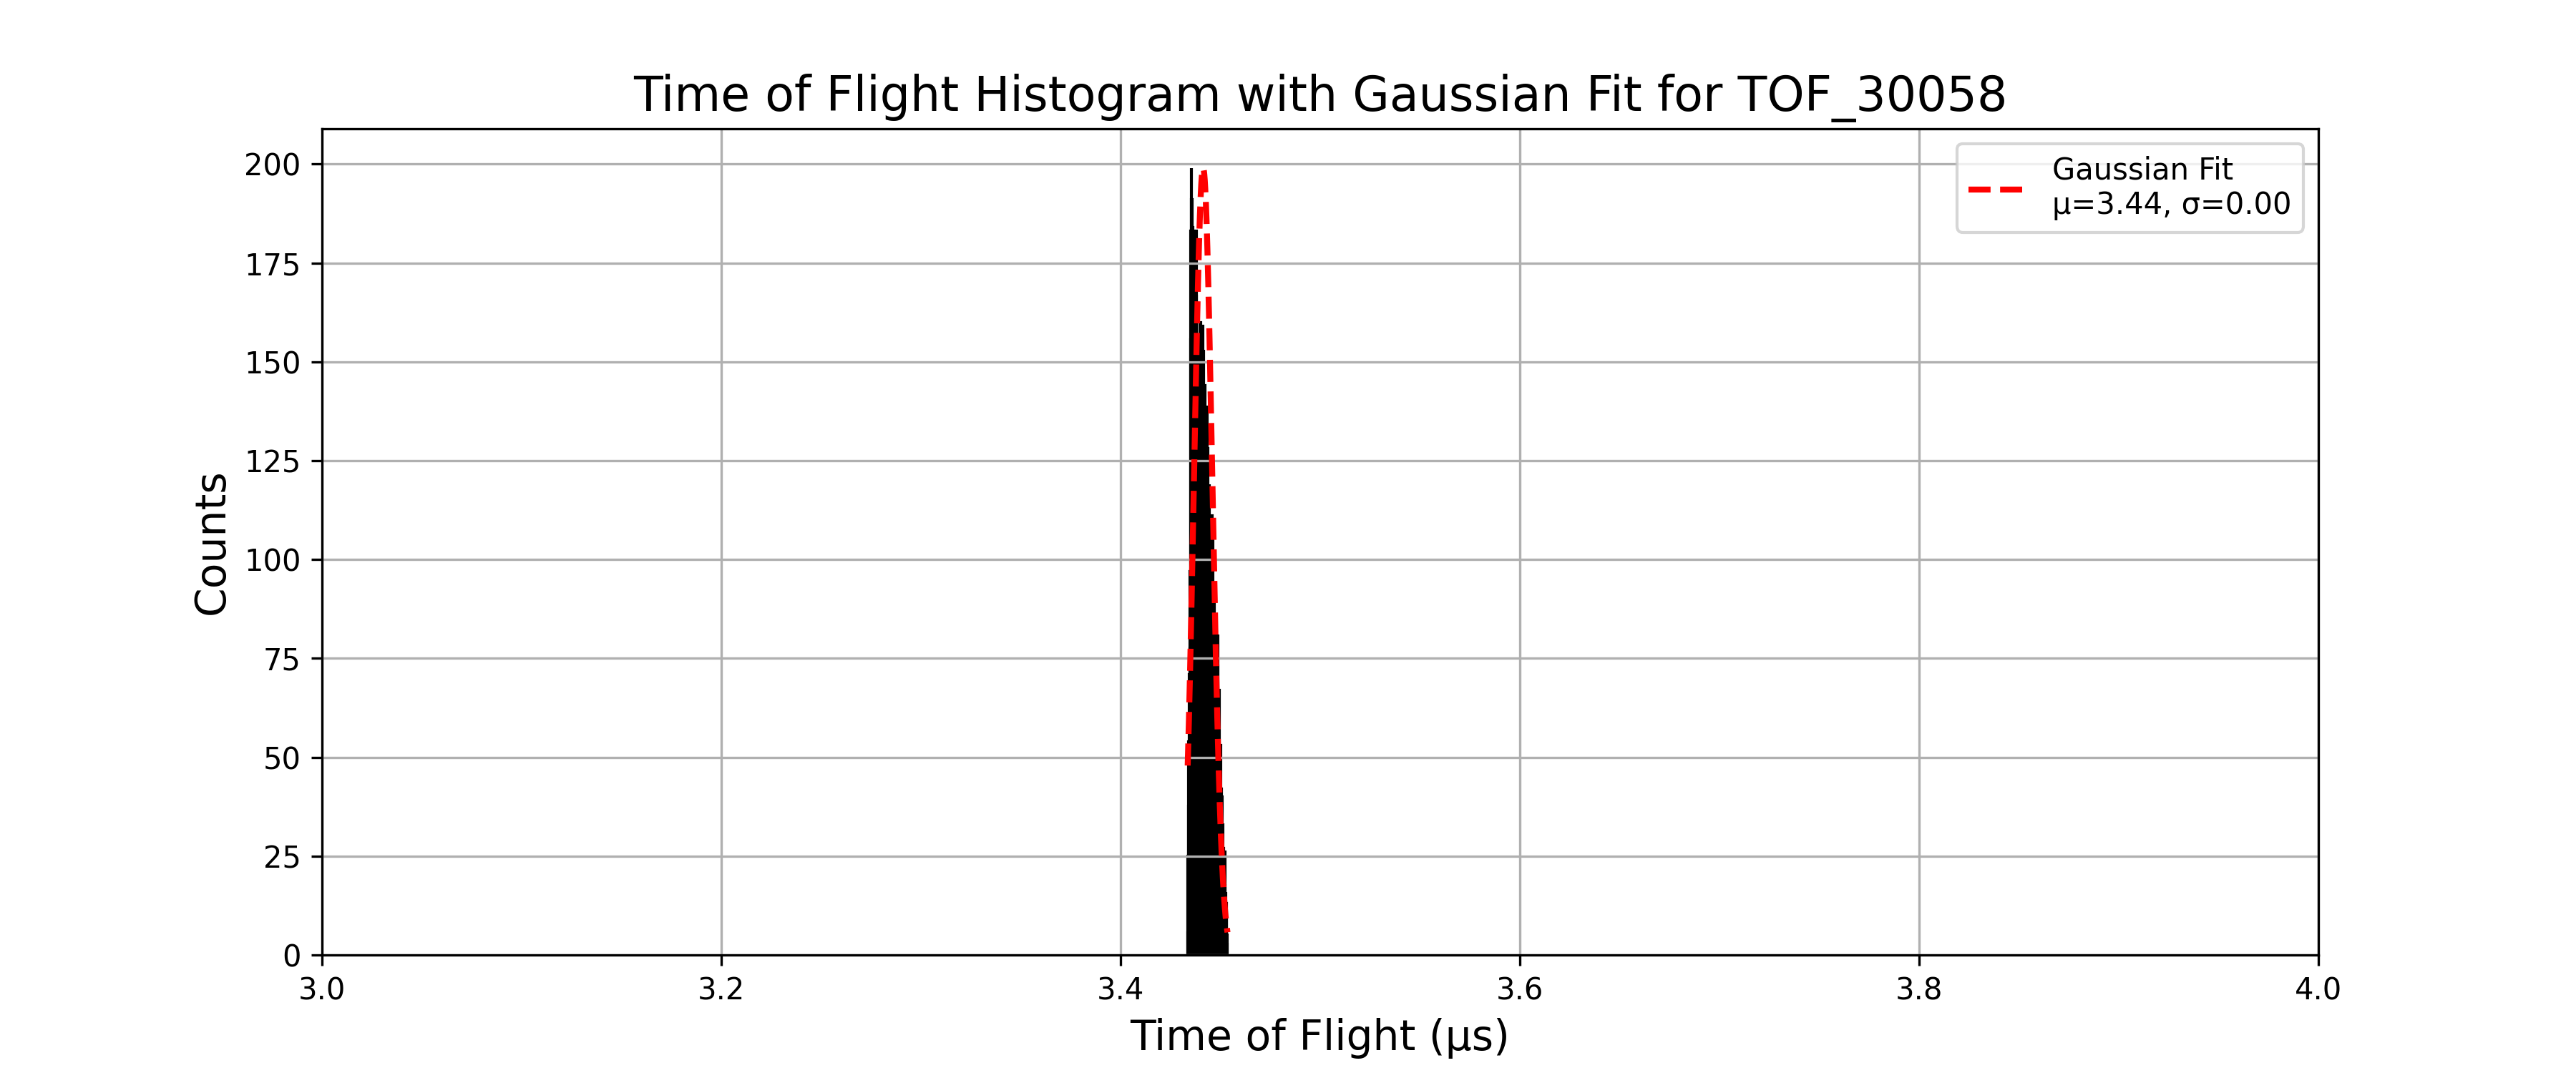 Time of Flight Histogram with Gaussian Fit for TOF_30058
Gaussian Fit
μ=3.44, σ=0.00
200
175
150
125
100
75
50
25
0
Counts
3.0 3.2 3.4 3.6 3.8 4.0
Time of Flight (μs)